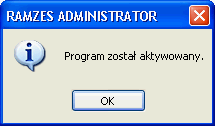 RAMZES ADMINISTRATOR
Program został aktywowany.
OK